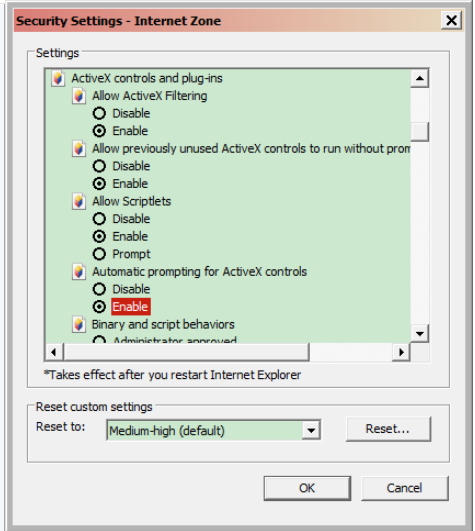 Security Settings - Internet Zone
Settings
ActiveX controls and plug-ins
Allow ActiveX Filtering
Disable
Enable
Allow previously unused ActiveX controls to run without pron
Disable
Enable
Allow Scriptlets
Disable
Enable
Prompt
Automatic prompting for ActiveX controls
Disable
Enable
Binary and script behaviors
Administrator approved
*Takes effect after you restart Internet Explorer
Reset custom settings
Reset to: Medium-high (default) Reset...
OK Cancel